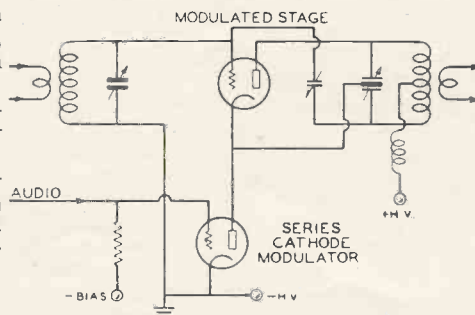 MODULATED STAGE
+H.V.
AUDIO
SERIES
CATHODE
MODULATOR
-BIAS
-H V